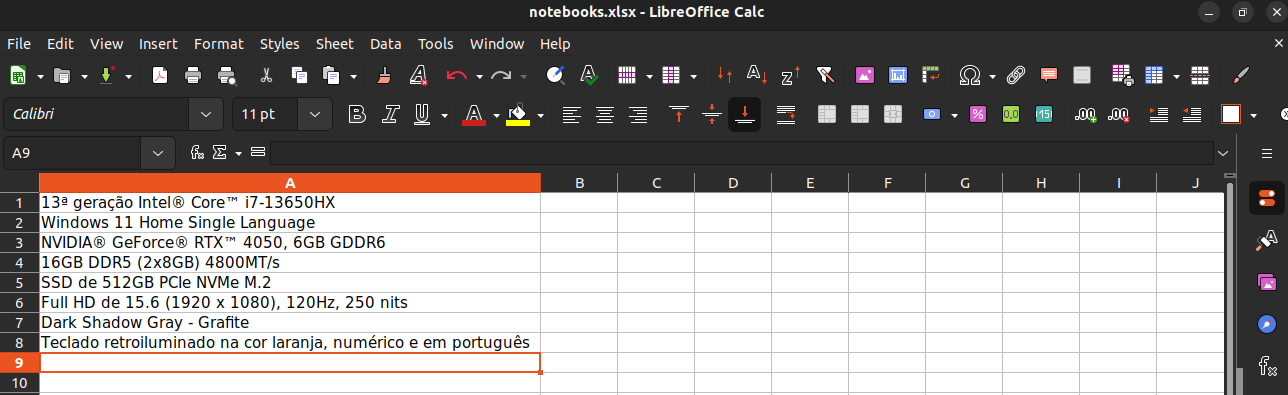 notebooks.xlsx - LibreOffice Calc
File Edit View Insert Format Styles Sheet Data Tools Window Help
Calibri 11 pt
A9
A B C D E F G H I J
1 13ª geração Intel® Core™ i7-13650HX
2 Windows 11 Home Single Language
3 NVIDIA® GeForce® RTX™ 4050, 6GB GDDR6
4 16GB DDR5 (2x8GB) 4800MT/s
5 SSD de 512GB PCIe NVMe M.2
6 Full HD de 15.6 (1920 x 1080), 120Hz, 250 nits
7 Dark Shadow Gray - Grafite
8 Teclado retroiluminado na cor laranja, numérico e em português
9
10